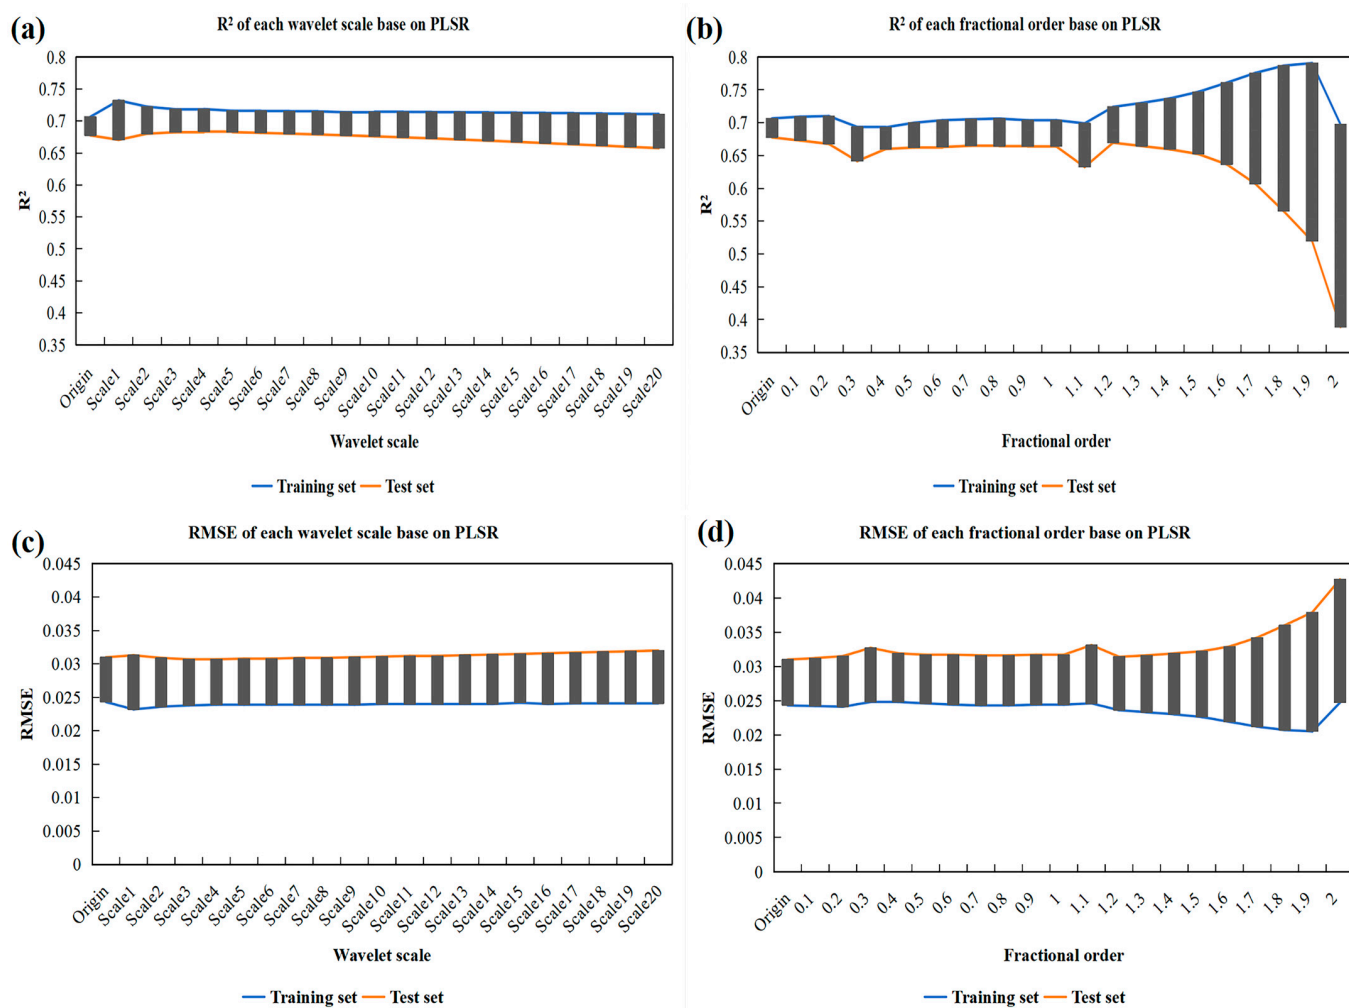 (a)
R² of each wavelet scale base on PLSR
0.8
0.75
0.7
0.65
0.6
0.55
0.5
0.45
0.4
0.35
R²
Origin
Scale1
Scale2
Scale3
Scale4
Scale5
Scale6
Scale7
Scale8
Scale9
Scale10
Scale11
Scale12
Scale13
Scale14
Scale15
Scale16
Scale17
Scale18
Scale19
Scale20
Wavelet scale
Training set
Test set
(b)
R² of each fractional order base on PLSR
0.8
0.75
0.7
0.65
0.6
0.55
0.5
0.45
0.4
0.35
R²
Origin
0.1
0.2
0.3
0.4
0.5
0.6
0.7
0.8
0.9
1
1.1
1.2
1.3
1.4
1.5
1.6
1.7
1.8
1.9
2
Fractional order
Training set
Test set
(c)
RMSE of each wavelet scale base on PLSR
0.045
0.04
0.035
0.03
0.025
0.02
0.015
0.01
0.005
0
RMSE
Origin
Scale1
Scale2
Scale3
Scale4
Scale5
Scale6
Scale7
Scale8
Scale9
Scale10
Scale11
Scale12
Scale13
Scale14
Scale15
Scale16
Scale17
Scale18
Scale19
Scale20
Wavelet scale
Training set
Test set
(d)
RMSE of each fractional order base on PLSR
0.045
0.04
0.035
0.03
0.025
0.02
0.015
0.01
0.005
0
RMSE
Origin
0.1
0.2
0.3
0.4
0.5
0.6
0.7
0.8
0.9
1
1.1
1.2
1.3
1.4
1.5
1.6
1.7
1.8
1.9
2
Fractional order
Training set
Test set